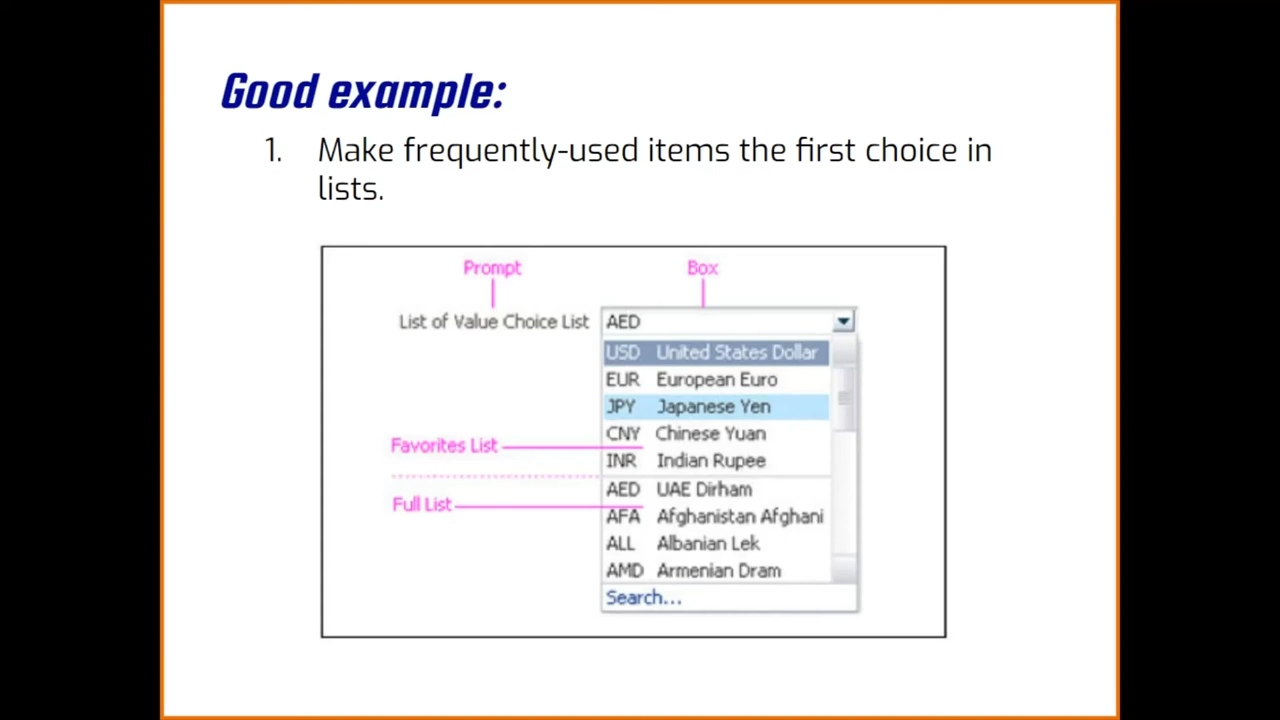 Good example:
1. Make frequently-used items the first choice in
lists.
Prompt
Box
List of Value Choice List
AED
USD United States Dollar
EUR European Euro
JPY Japanese Yen
CNY Chinese Yuan
Favorites List
INR Indian Rupee
AED UAE Dirham
Full List
AFA Afghanistan Afghani
ALL Albanian Lek
AMD Armenian Dram
Search...